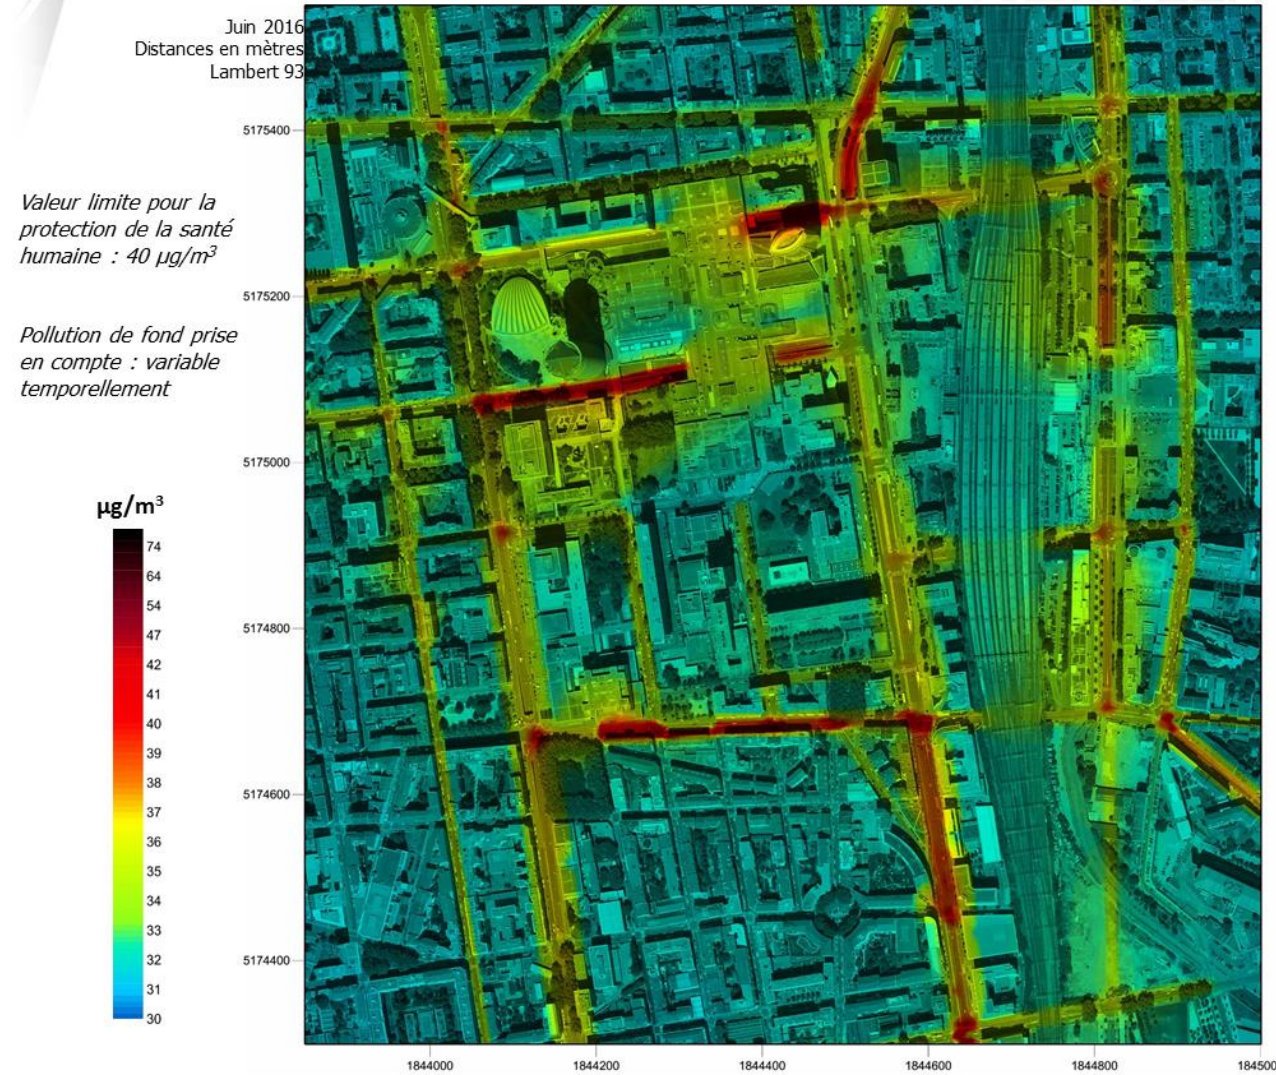 Juin 2016
Distances en mètres
Lambert 93
Valeur limite pour la
protection de la santé
humaine : 40 µg/m³
Pollution de fond prise
en compte : variable
temporellement
µg/m³
74
64
54
47
42
41
40
39
38
37
36
35
34
33
32
31
30
5175400
5175200
5175000
5174800
5174600
5174400
1844000
1844200
1844400
1844600
1844800
184500